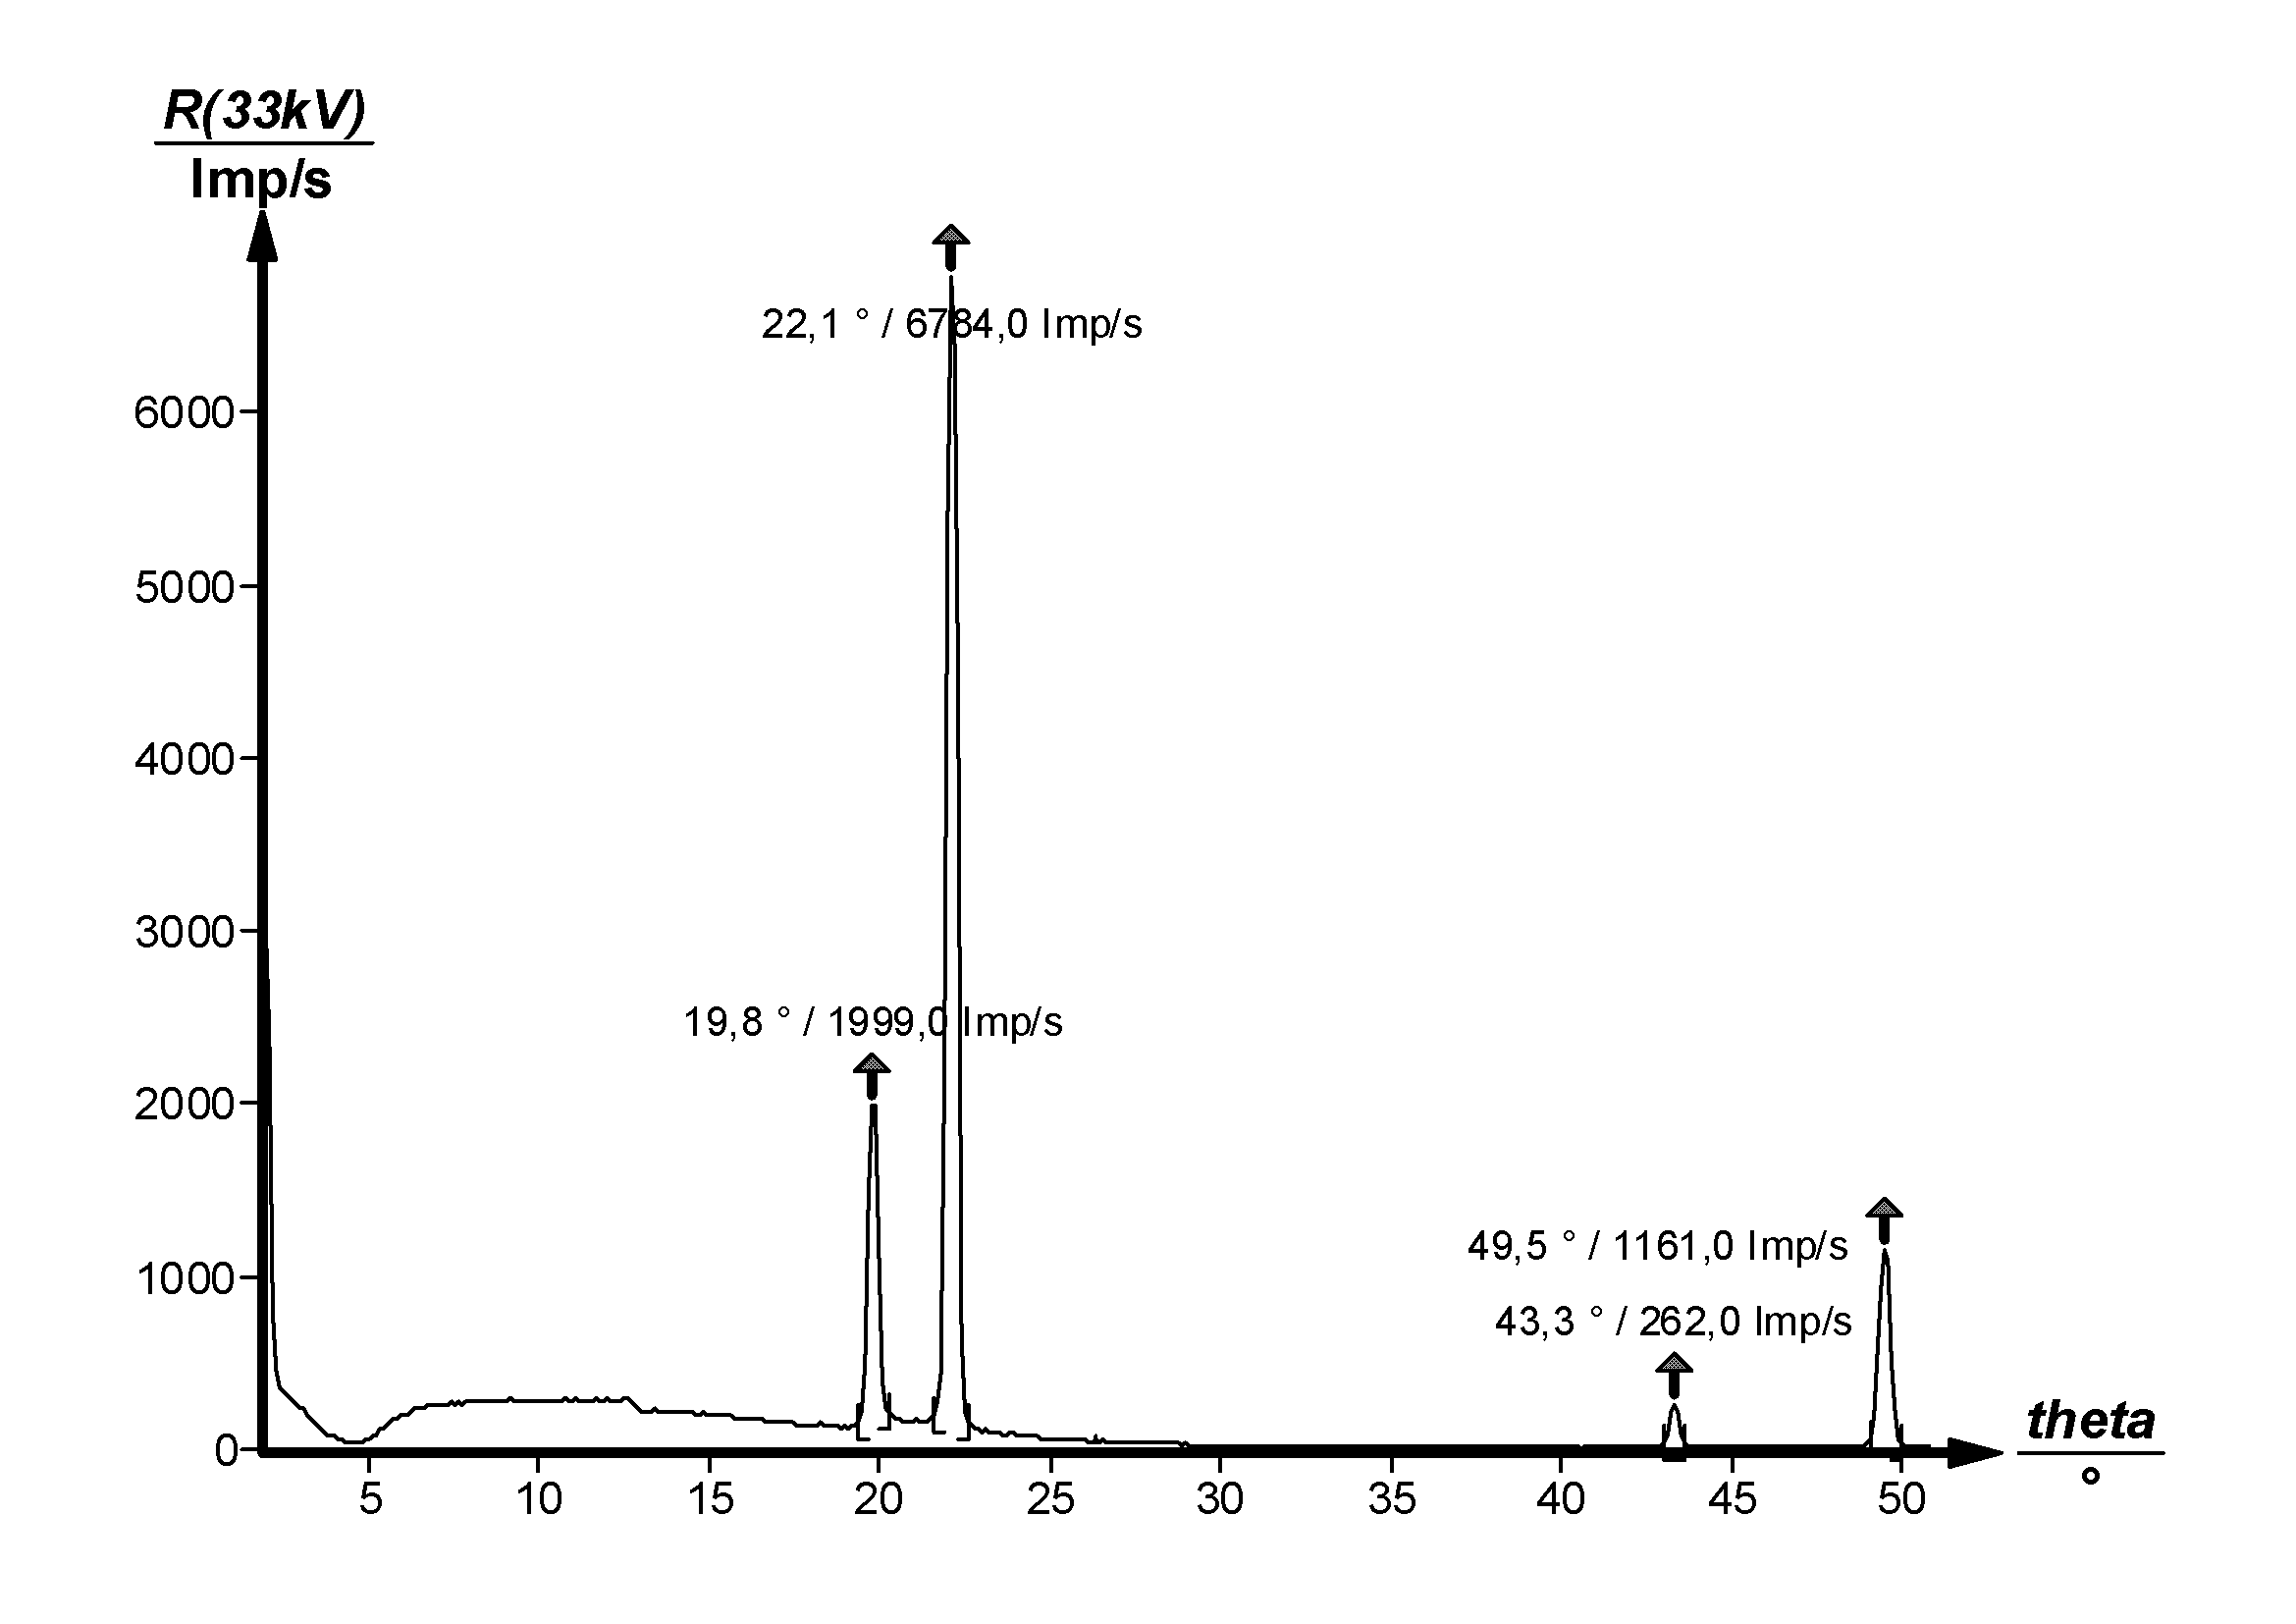 R(33kV)
Imp/s
22,1 ° / 6784,0 Imp/s
6000
5000
4000
3000
19,8 ° / 1999,0 Imp/s
2000
49,5 ° / 1161,0 Imp/s
1000
43,3 ° / 262,0 Imp/s
theta
°
0
5 10 15 20 25 30 35 40 45 50